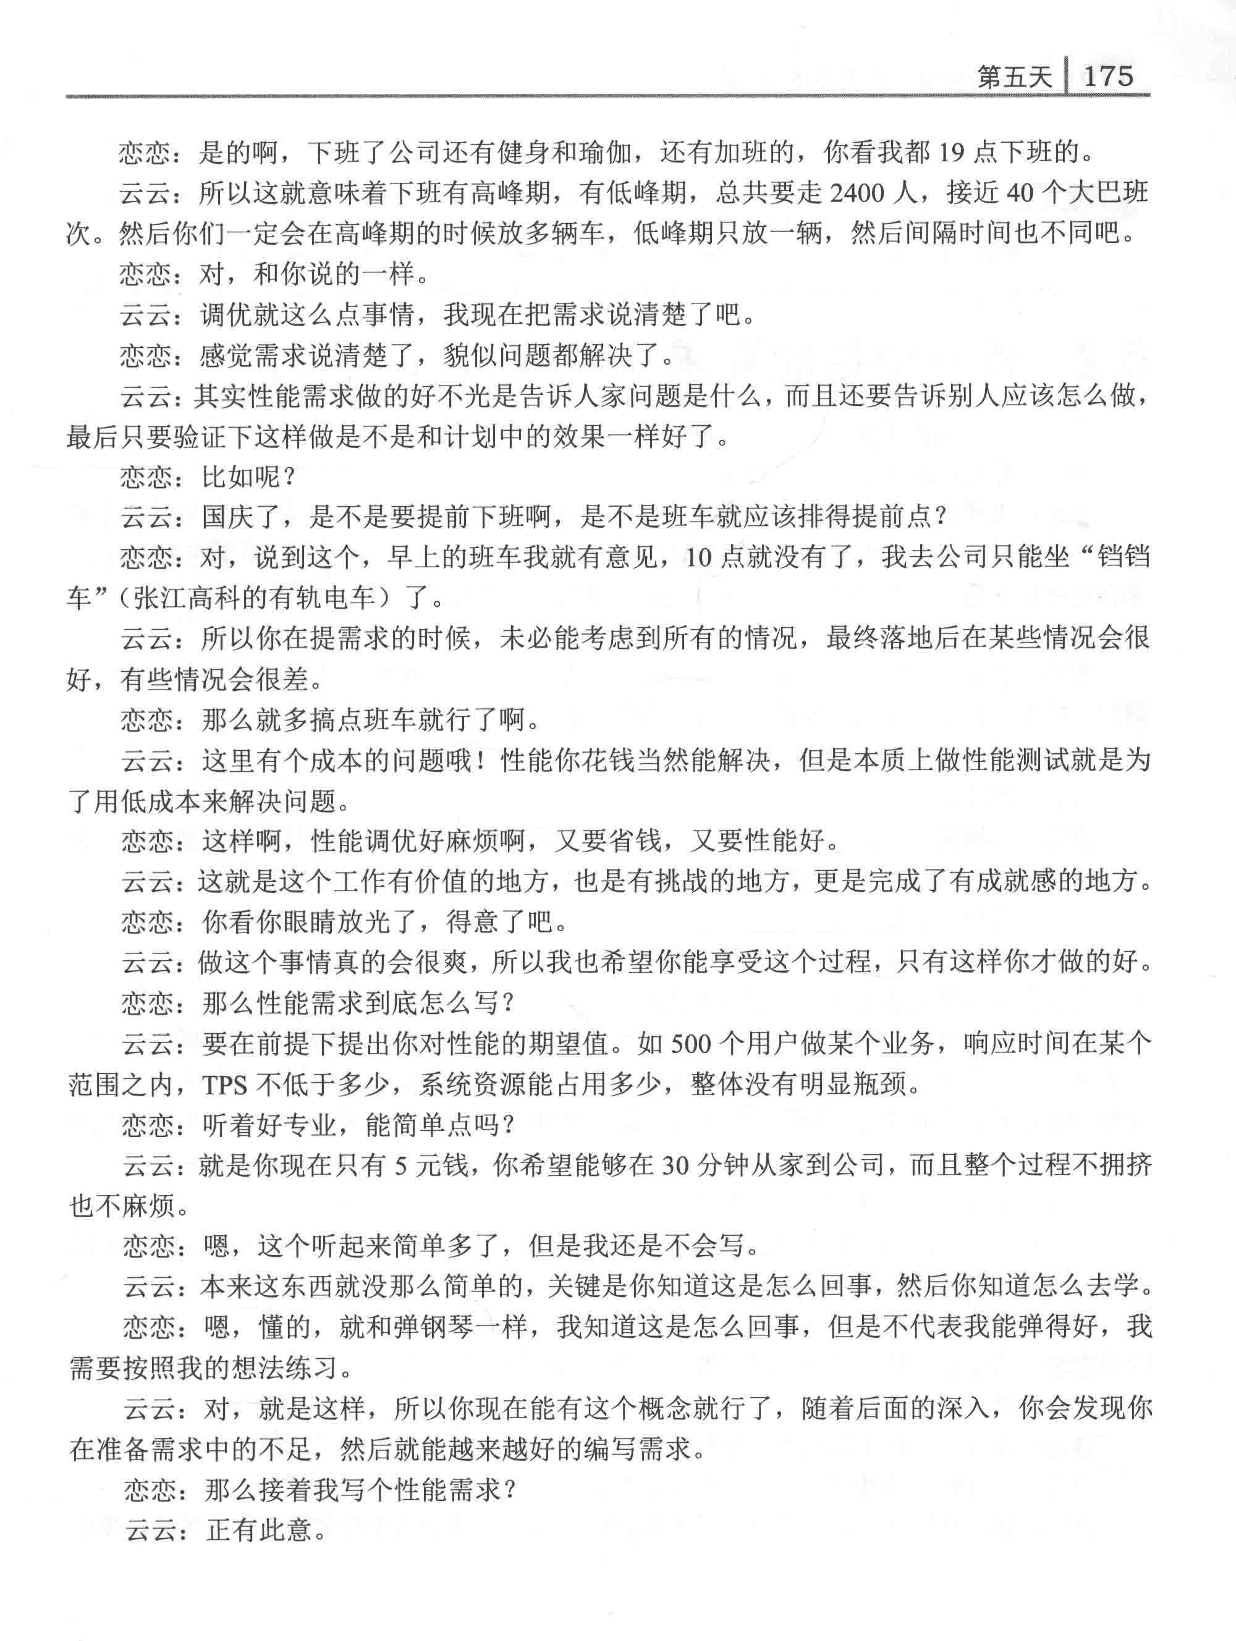 第五天 175
恋恋：是的啊，下班了公司还有健身和瑜伽，还有加班的，你看我都 19 点下班的。
云云：所以这就意味着下班有高峰期，有低峰期，总共要走 2400 人，接近 40 个大巴班
次。然后你们一定会在高峰期的时候放多辆车，低峰期只放一辆，然后间隔时间也不同吧。
恋恋：对，和你说的一样。
云云：调优就这么点事情，我现在把需求说清楚了吧。
恋恋：感觉需求说清楚了，貌似问题都解决了。
云云：其实性能需求做的好不光是告诉人家问题是什么，而且还要告诉别人应该怎么做，
最后只要验证下这样做是不是和计划中的效果一样好了。
恋恋：比如呢？
云云：国庆了，是不是要提前下班啊，是不是班车就应该排得提前点？
恋恋：对，说到这个，早上的班车我就有意见，10 点就没有了，我去公司只能坐“铛铛
车”（张江高科的有轨电车）了。
云云：所以你在提需求的时候，未必能考虑到所有的情况，最终落地后在某些情况会很
好，有些情况会很差。
恋恋：那么就多搞点班车就行了啊。
云云：这里有个成本的问题哦！性能你花钱当然能解决，但是本质上做性能测试就是为
了用低成本来解决问题。
恋恋：这样啊，性能调优好麻烦啊，又要省钱，又要性能好。
云云：这就是这个工作有价值的地方，也是有挑战的地方，更是完成了有成就感的地方。
恋恋：你看你眼睛放光了，得意了吧。
云云：做这个事情真的会很爽，所以我也希望你能享受这个过程，只有这样你才做的好。
恋恋：那么性能需求到底怎么写？
云云：要在前提下提出你对性能的期望值。如 500 个用户做某个业务，响应时间在某个
范围之内，TPS 不低于多少，系统资源能占用多少，整体没有明显瓶颈。
恋恋：听着好专业，能简单点吗？
云云：就是你现在只有 5 元钱，你希望能够在 30 分钟从家到公司，而且整个过程不拥挤
也不麻烦。
恋恋：嗯，这个听起来简单多了，但是我还是不会写。
云云：本来这东西就没那么简单的，关键是你知道这是怎么回事，然后你知道怎么去学。
恋恋：嗯，懂的，就和弹钢琴一样，我知道这是怎么回事，但是不代表我能弹得好，我
需要按照我的想法练习。
云云：对，就是这样，所以你现在能有这个概念就行了，随着后面的深入，你会发现你
在准备需求中的不足，然后就能越来越好的编写需求。
恋恋：那么接着我写个性能需求？
云云：正有此意。